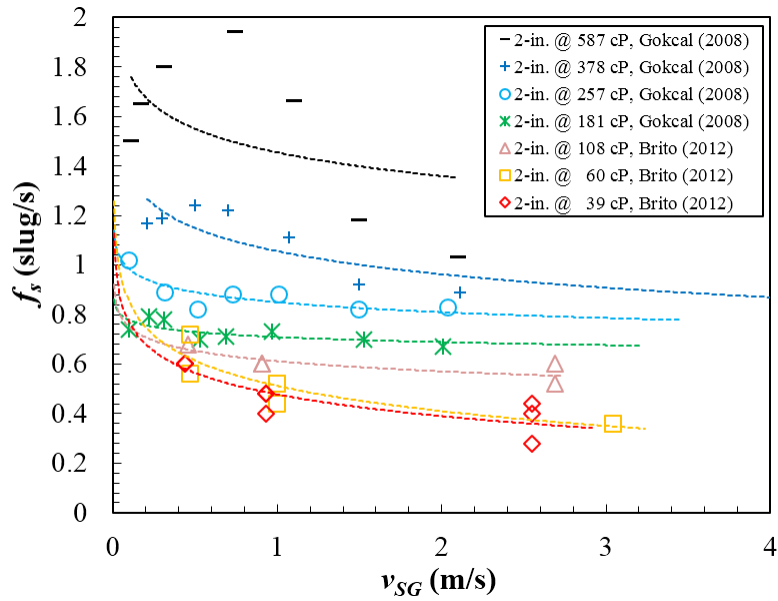 2
1.8
1.6
1.4
1.2
1
0.8
0.6
0.4
0.2
0
fs (slug/s)
2-in. @ 587 cP, Gokcal (2008)
2-in. @ 378 cP, Gokcal (2008)
2-in. @ 257 cP, Gokcal (2008)
2-in. @ 181 cP, Gokcal (2008)
2-in. @ 108 cP, Brito (2012)
2-in. @ 60 cP, Brito (2012)
2-in. @ 39 cP, Brito (2012)
0 1 2 3 4
vSG (m/s)